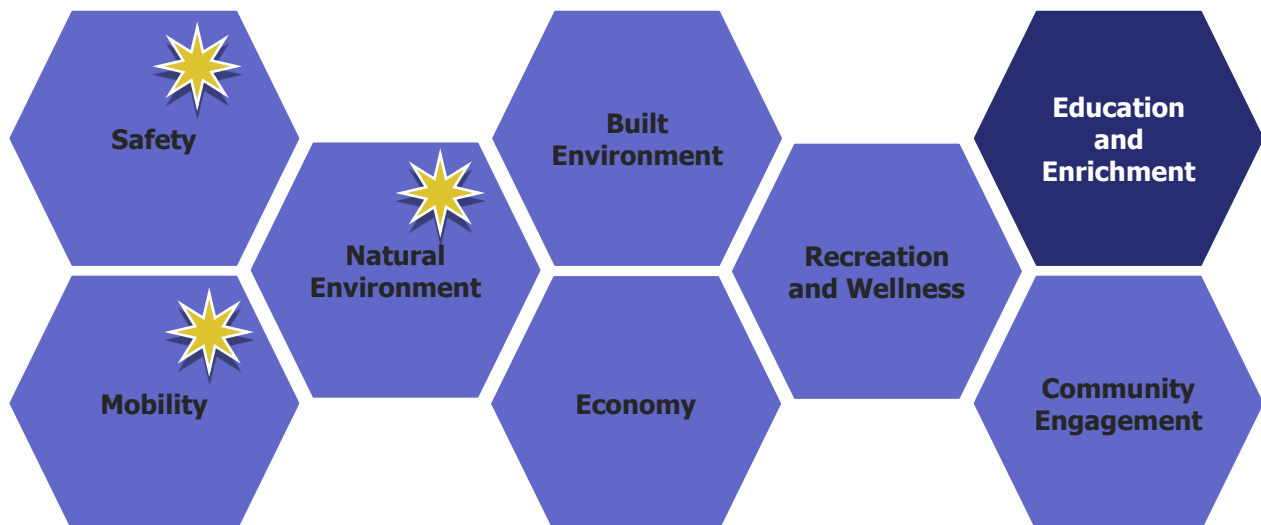 Safety
Mobility
Natural
Environment
Built
Environment
Economy
Recreation
and Wellness
Education
and
Enrichment
Community
Engagement